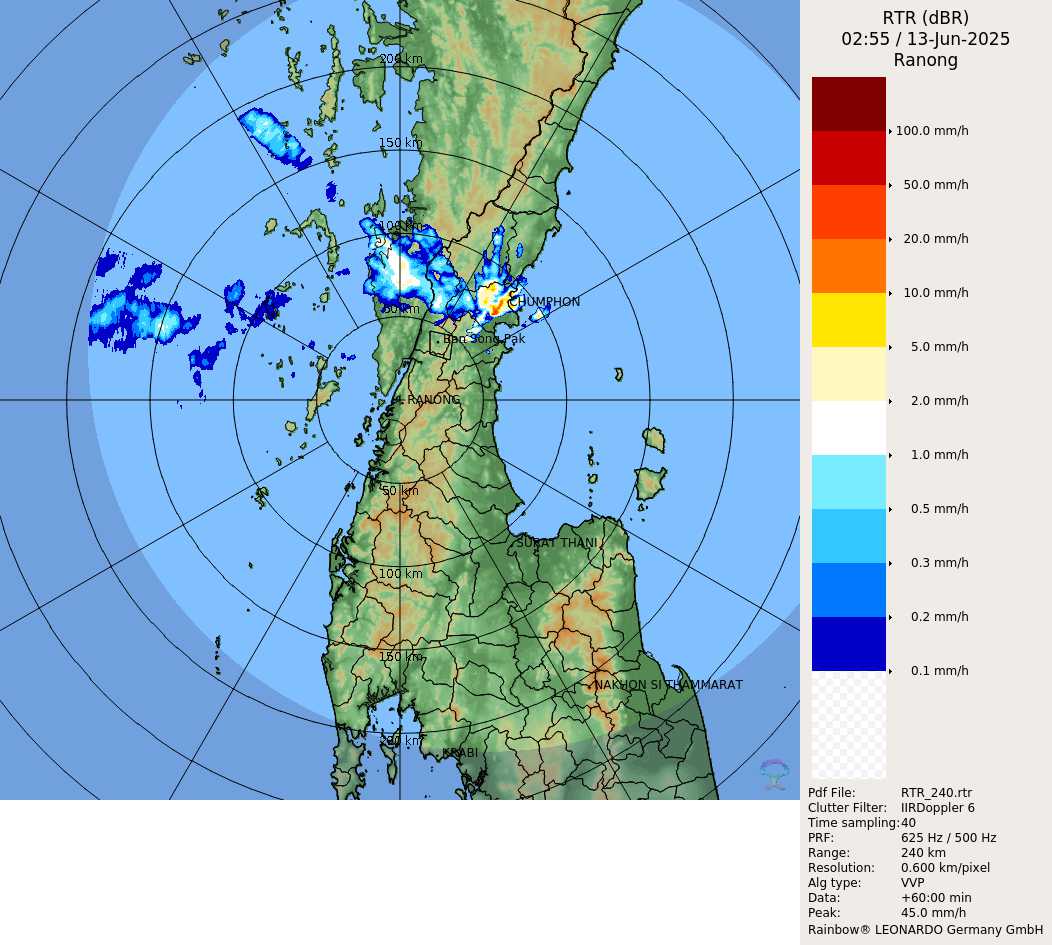 RTR (dBR)
02:55 / 13-Jun-2025
Ranong
100.0 mm/h
50.0 mm/h
20.0 mm/h
10.0 mm/h
5.0 mm/h
2.0 mm/h
1.0 mm/h
0.5 mm/h
0.3 mm/h
0.2 mm/h
0.1 mm/h
Pdf File: RTR_240.rtr
Clutter Filter: IIRDoppler 6
Time sampling: 40
PRF: 625 Hz / 500 Hz
Range: 240 km
Resolution: 0.600 km/pixel
Alg type: VVP
Data: +60:00 min
Peak: 45.0 mm/h
Rainbow® LEONARDO Germany GmbH
200 km
150 km
100 km
CHUMPHON
50 km
Ban Song Pak
RANONG
50 km
SURAT THANI
100 km
150 km
NAKHON SI THAMMARAT
200 km
KRABI